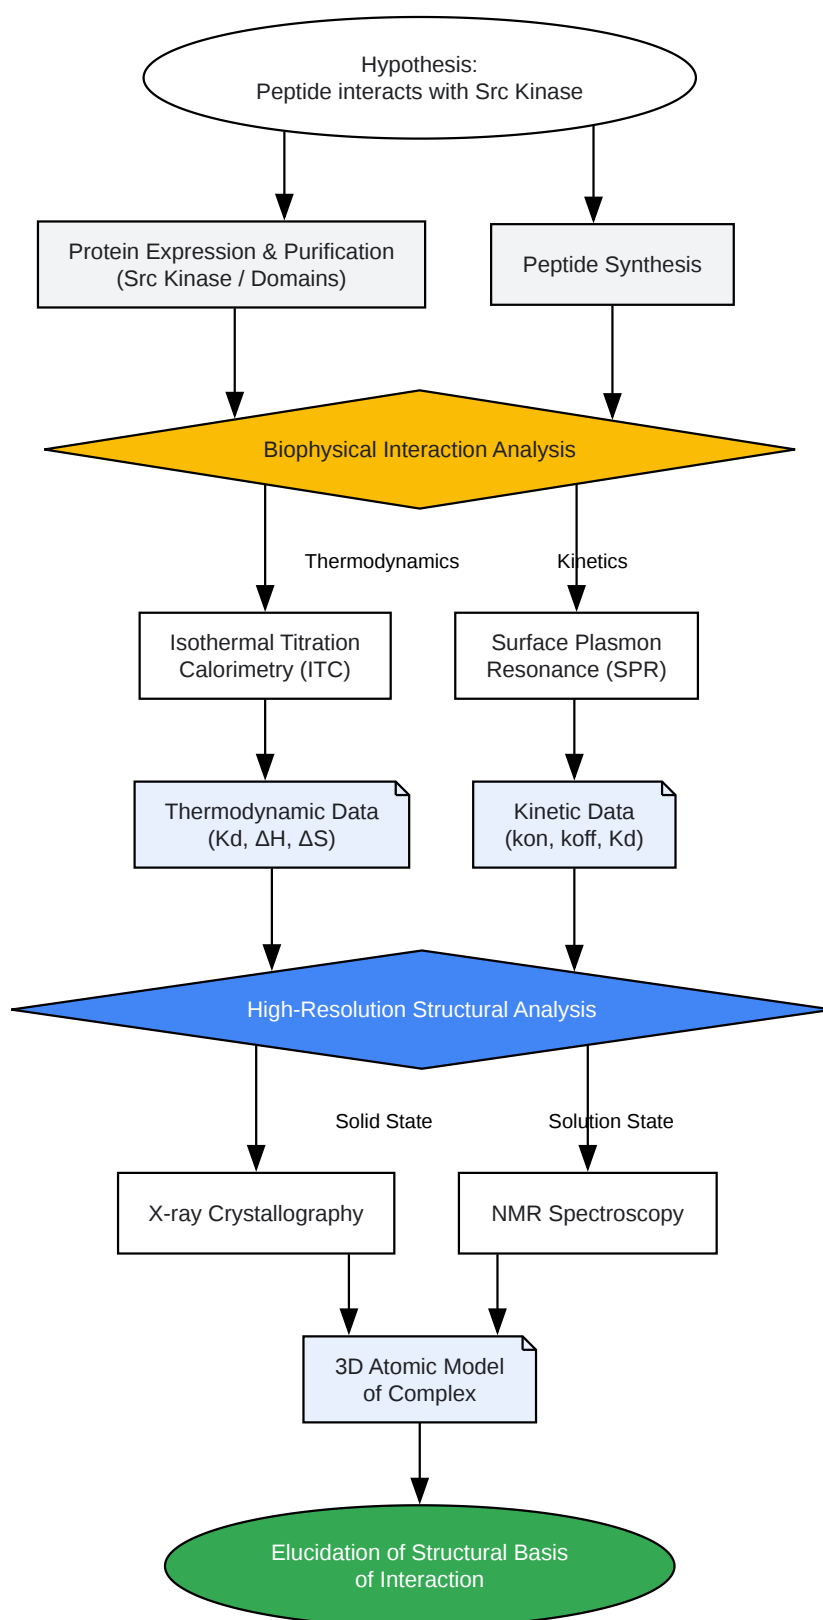 Hypothesis:
Peptide interacts with Src Kinase
Protein Expression & Purification
(Src Kinase / Domains)
Peptide Synthesis
Biophysical Interaction Analysis
Thermodynamics
Kinetics
Isothermal Titration
Calorimetry (ITC)
Surface Plasmon
Resonance (SPR)
Thermodynamic Data
(Kd, ΔH, ΔS)
Kinetic Data
(kon, koff, Kd)
High-Resolution Structural Analysis
Solid State
Solution State
X-ray Crystallography
NMR Spectroscopy
3D Atomic Model
of Complex
Elucidation of Structural Basis
of Interaction